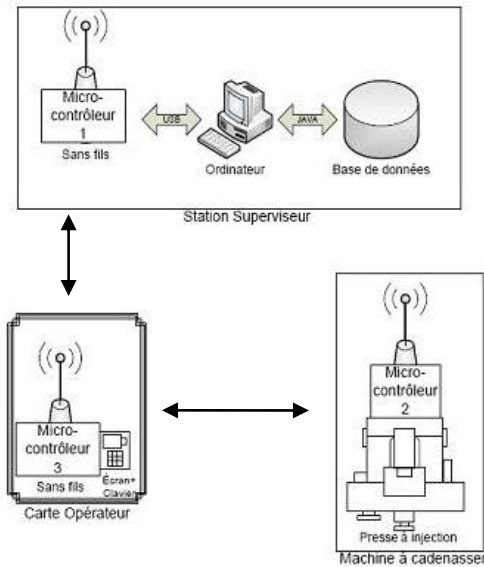 Micro-
contrôleur
1
Sans fils
USB
JAVA
Ordinateur
Base de données
Station Superviseur
Micro-
contrôleur
3
Sans fils
Écran+
Clavier
Carte Opérateur
Micro-
contrôleur
2
Presse à injection
Machine à cadenasser